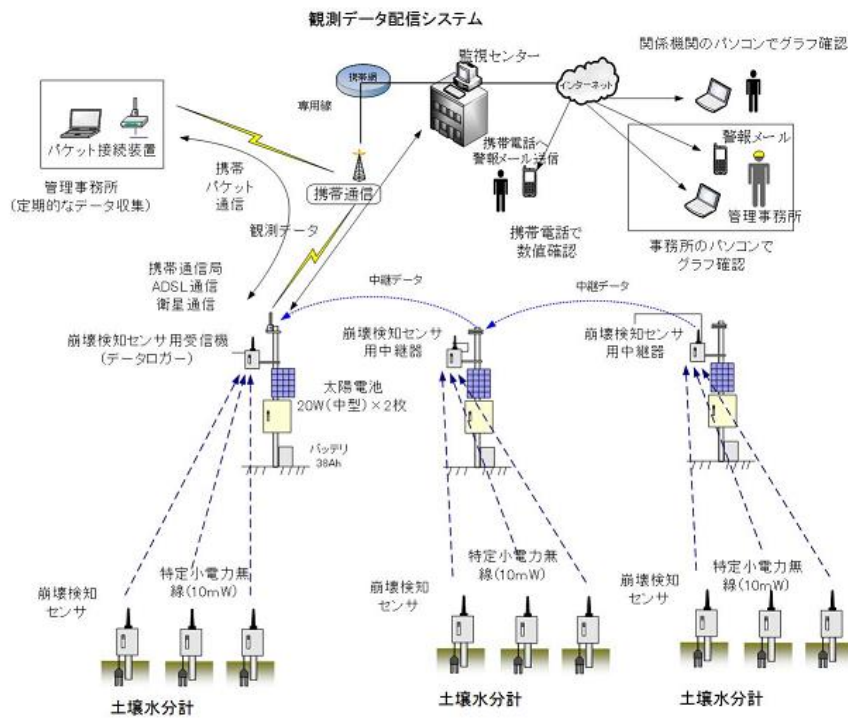 観測データ配信システム
監視センター
関係機関のパソコンでグラフ確認
携帯網
専用線
インターネット
パケット接続装置
携帯電話へ
警報メール送信
警報メール
管理事務所
(定期的なデータ収集)
携帯
パケット
通信
携帯通信
管理事務所
観測データ
携帯電話で
数値確認
事務所のパソコンで
グラフ確認
携帯通信局
ADSL通信
衛星通信
中継データ
中継データ
崩壊検知センサ用受信機
(データロガー)
崩壊検知センサ
用中継器
崩壊検知センサ
用中継器
太陽電池
20W(中型)×2枚
バッテリ
38Ah
特定小電力無
線(10mW)
崩壊検知
センサ
特定小電力無
線(10mW)
崩壊検知
センサ
特定小電力無
線(10mW)
崩壊検知
センサ
土壌水分計
土壌水分計
土壌水分計